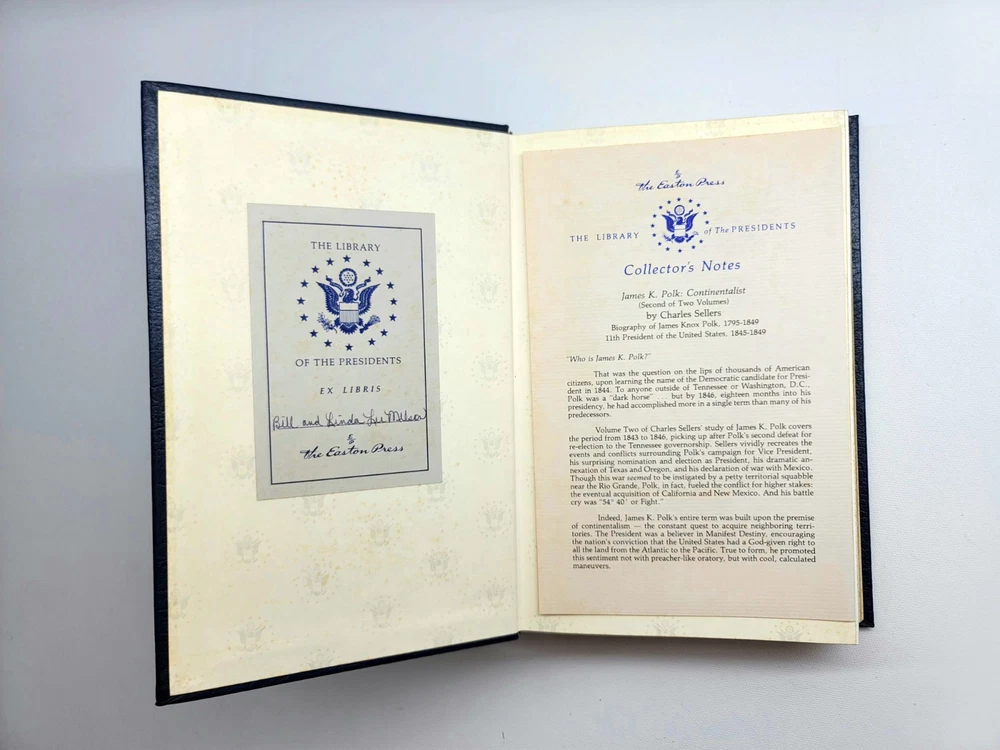 THE LIBRARY
OF THE PRESIDENTS
EX LIBRIS
Bill and Linda Lu
The Easton Press
The Easton Press
THE LIBRARY of The PRESIDENTS
Collector's Notes
James K. Polk: Continentalist
(Second of Two Volumes)
by Charles Sellers
Biography of James Knox Polk, 1795-1849
11th President of the United States, 1845-1849
"Who is James K. Polk?"
That was the question on the lips of thousands of American
citizens, upon learning the name of the Democratic candidate for Presi-
dent in 1844. To anyone outside of Tennessee or Washington, D.C.,
Polk was a "dark horse" . . . but by 1846, eighteen months into his
presidency, he had accomplished more in a single term than many of his
predecessors.
Volume Two of Charles Sellers' study of James K. Polk covers
the period from 1843 to 1846, picking up after Polk's second defeat for
re-election to the Tennessee governorship. Sellers vividly recreates the
events and conflicts surrounding Polk's campaign for Vice President,
his surprising nomination and election as President, his dramatic an-
nexation of Texas and Oregon, and his declaration of war with Mexico.
Though this war seemed to be instigated by a petty territorial squabble
near the Rio Grande, Polk, in fact, fueled the conflict for higher stakes:
the eventual acquisition of California and New Mexico. And his battle
cry was "54° 40' or Fight."
Indeed, James K. Polk's entire term was built upon the premise
of continentalism — the constant quest to acquire neighboring terri-
tories. The President was a believer in Manifest Destiny, encouraging
the nation's conviction that the United States had a God-given right to
all the land from the Atlantic to the Pacific. True to form, he promoted
this sentiment not with preacher-like oratory, but with cool, calculated
maneuvers.